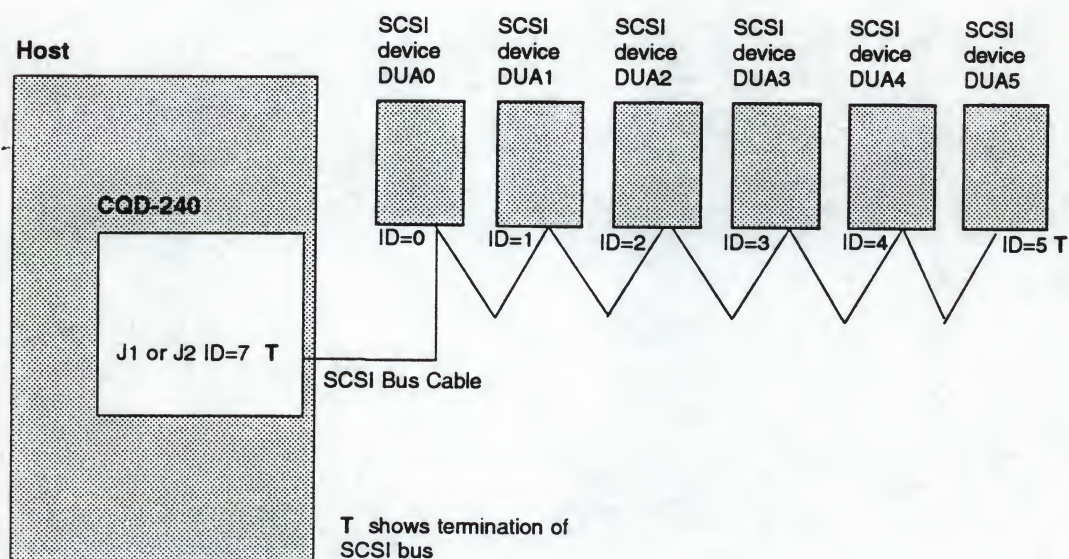 Host
SCSI
device
DUA0
SCSI
device
DUA1
SCSI
device
DUA2
SCSI
device
DUA3
SCSI
device
DUA4
SCSI
device
DUA5
CQD-240
ID=0
ID=1
ID=2
ID=3
ID=4
ID=5 T
J1 or J2 ID=7 T
SCSI Bus Cable
T shows termination of
SCSI bus